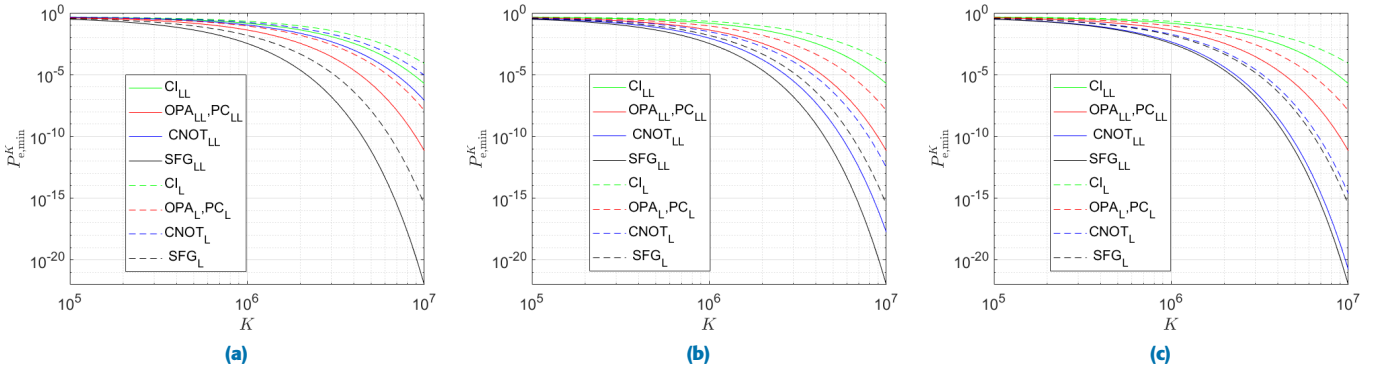 10^0
10^-5
10^-10
10^-15
10^-20
P^K_e,min
CI_LL
OPA_LL,PC_LL
CNOT_LL
SFG_LL
CI_L
OPA_L,PC_L
CNOT_L
SFG_L
10^5
10^6
10^7
K
(a)
10^0
10^-5
10^-10
10^-15
10^-20
P^K_e,min
CI_LL
OPA_LL,PC_LL
CNOT_LL
SFG_LL
CI_L
OPA_L,PC_L
CNOT_L
SFG_L
10^5
10^6
10^7
K
(b)
10^0
10^-5
10^-10
10^-15
10^-20
P^K_e,min
CI_LL
OPA_LL,PC_LL
CNOT_LL
SFG_LL
CI_L
OPA_L,PC_L
CNOT_L
SFG_L
10^5
10^6
10^7
K
(c)